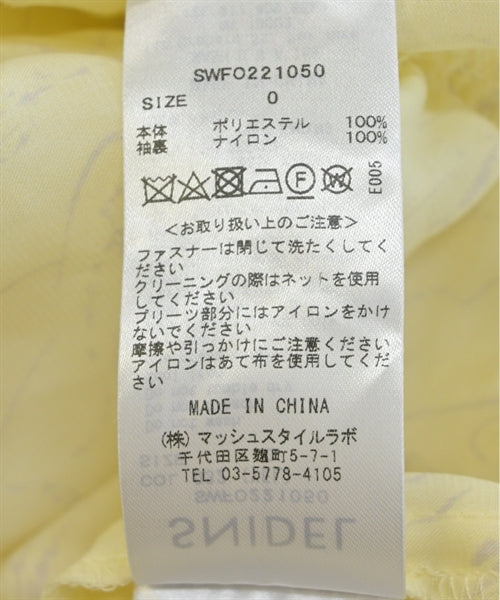 SWFO221050
SIZE 0
本体 ポリエステル 100%
袖裏 ナイロン 100%
F W E005
<お取り扱い上のご注意>
ファスナーは閉じて洗たくしてく
ださい
クリーニングの際はネットを使用
してください
プリーツ部分にはアイロンをかけ
ないでください
摩擦や引っかけにご注意ください
アイロンはあて布を使用してくだ
さい
MADE IN CHINA
(株) マッシュスタイルラボ
千代田区麹町5-7-1
TEL 03-5778-4105
SWFO221050
SNIDEL